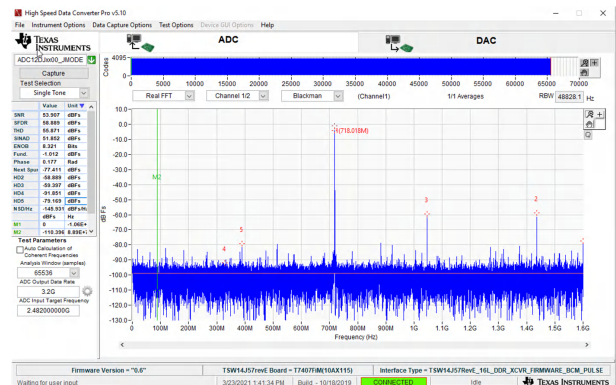 High Speed Data Converter Pro v5.10
File Instrument Options Data Capture Options Test Options Device GUI Options Help
TEXAS INSTRUMENTS
ADC
DAC
ADC12DJxx00_JMODE
Capture
Test Selection
Single Tone
Value Unit
SNR 53.907 dBFs
SFDR 58.889 dBFs
THD 55.871 dBFs
SINAD 51.852 dBFs
ENOB 8.321 Bits
Fund. -1.012 dBFs
Phase 0.177 Rad
Next Spur -77.411 dBFs
HD2 -58.889 dBFs
HD3 -59.397 dBFs
HD4 -91.851 dBFs
HD5 -79.169 dBFs
NSD/Hz -145.931 dBFs/Hz
dBFs Hz
M1 0 -1.06E+
M2 -110.396 8.89E+
Test Parameters
Auto Calculation of
Coherent Frequencies
Analysis Window (samples)
65536
ADC Output Data Rate
3.2G
ADC Input Target Frequency
2.482000000G
Codes
4095
0
0 5000 10000 15000 20000 25000 30000 35000 40000 45000 50000 55000 60000 65000 70000
Real FFT Channel 1/2 Blackman (Channel1) 1/1 Averages RBW 48828.1 Hz
dBFs
10.0
0.0
-10.0
-20.0
-30.0
-40.0
-50.0
-60.0
-70.0
-80.0
-90.0
-100.0
-110.0
-120.0
-130.0
1(718.018M)
M2
3
2
5
4
0 100M 200M 300M 400M 500M 600M 700M 800M 900M 1G 1.1G 1.2G 1.3G 1.4G 1.5G 1.6G
Frequency (Hz)
Firmware Version = "0.6" TSW14J57revE Board = T7407FiM(10AX115) Interface Type = TSW14J57RevE_16L_DDR_XCVR_FIRMWARE_BCM_PULSE
Waiting for user input 3/23/2021 1:41:34 PM Build - 10/18/2019 CONNECTED Idle TEXAS INSTRUMENTS